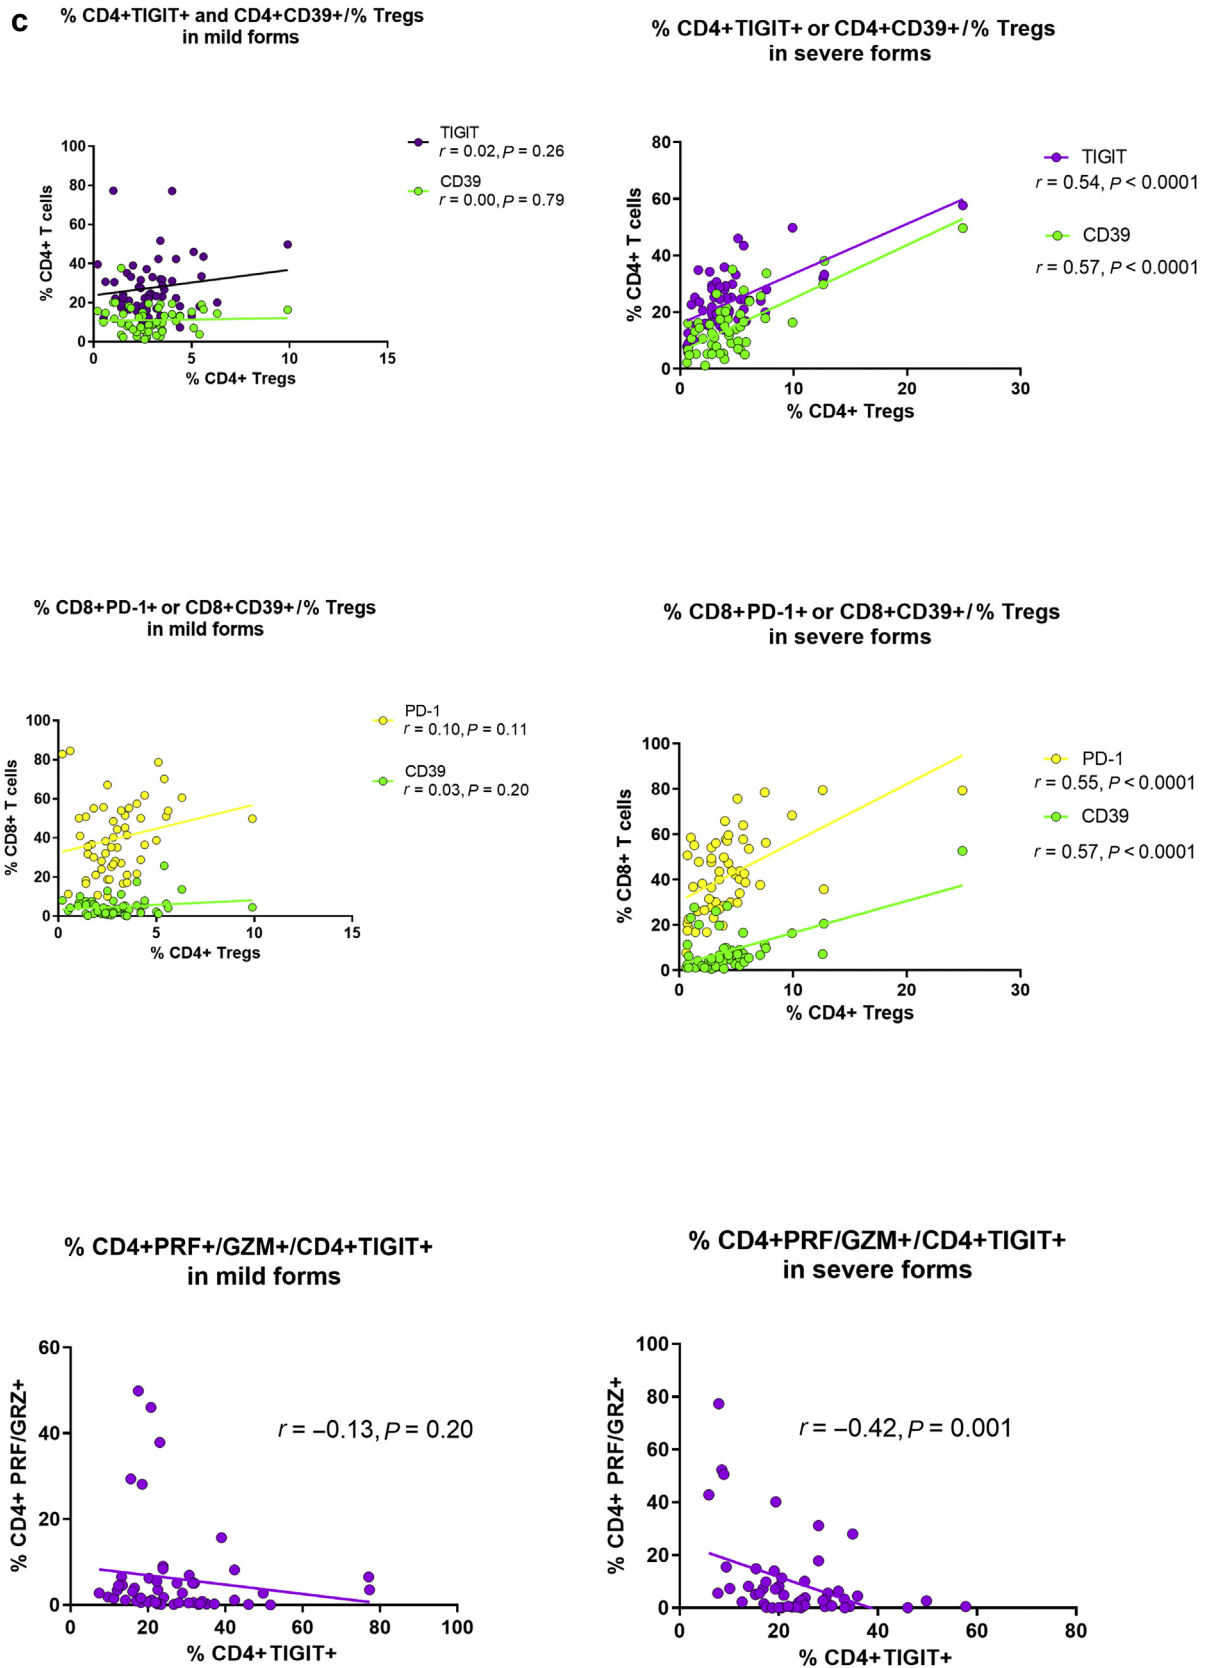 c
% CD4+TIGIT+ and CD4+CD39+/% Tregs
in mild forms
% CD4+ T cells
100
80
60
40
20
0
0
5
10
15
% CD4+ Tregs
TIGIT
r = 0.02, P = 0.26
CD39
r = 0.00, P = 0.79
% CD4+TIGIT+ or CD4+CD39+/% Tregs
in severe forms
% CD4+ T cells
80
60
40
20
0
0
10
20
30
% CD4+ Tregs
TIGIT
r = 0.54, P < 0.0001
CD39
r = 0.57, P < 0.0001
% CD8+PD-1+ or CD8+CD39+/% Tregs
in mild forms
% CD8+ T cells
100
80
60
40
20
0
0
5
10
15
% CD4+ Tregs
PD-1
r = 0.10, P = 0.11
CD39
r = 0.03, P = 0.20
% CD8+PD-1+ or CD8+CD39+/% Tregs
in severe forms
% CD8+ T cells
100
80
60
40
20
0
0
10
20
30
% CD4+ Tregs
PD-1
r = 0.55, P < 0.0001
CD39
r = 0.57, P < 0.0001
% CD4+PRF+/GZM+/CD4+TIGIT+
in mild forms
% CD4+ PRF/GRZ+
60
40
20
0
0
20
40
60
80
100
% CD4+TIGIT+
r = −0.13, P = 0.20
% CD4+PRF/GZM+/CD4+TIGIT+
in severe forms
% CD4+ PRF/GRZ+
100
80
60
40
20
0
0
20
40
60
80
% CD4+TIGIT+
r = −0.42, P = 0.001